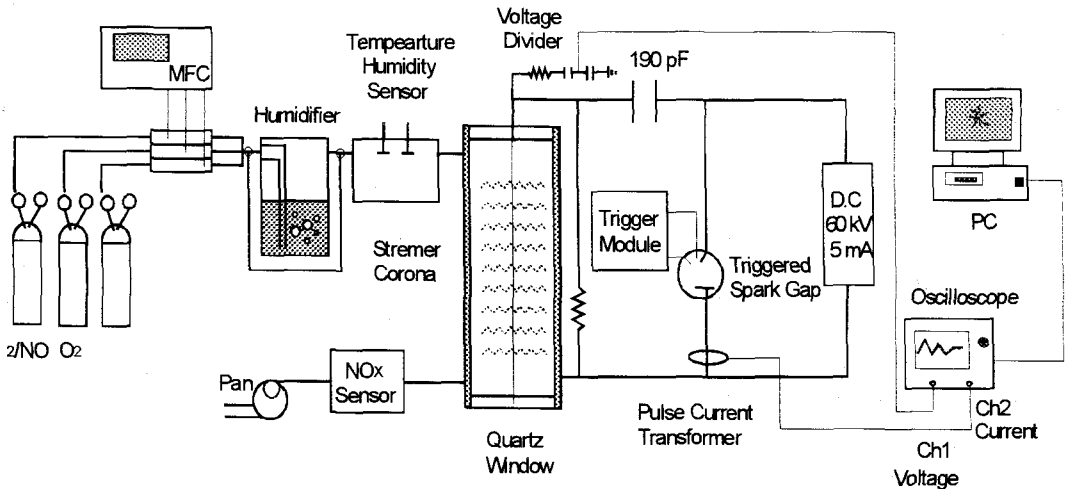 Voltage
Divider
MFC
Tempearture
Humidity
Sensor
190 pF
Humidifier
Trigger
Module
D.C
60 kV
5 mA
PC
Stremer
Corona
Triggered
Spark Gap
Oscilloscope
2/NO O2
Pan
NOx
Sensor
Pulse Current
Transformer
Ch2
Current
Quartz
Window
Ch1
Voltage